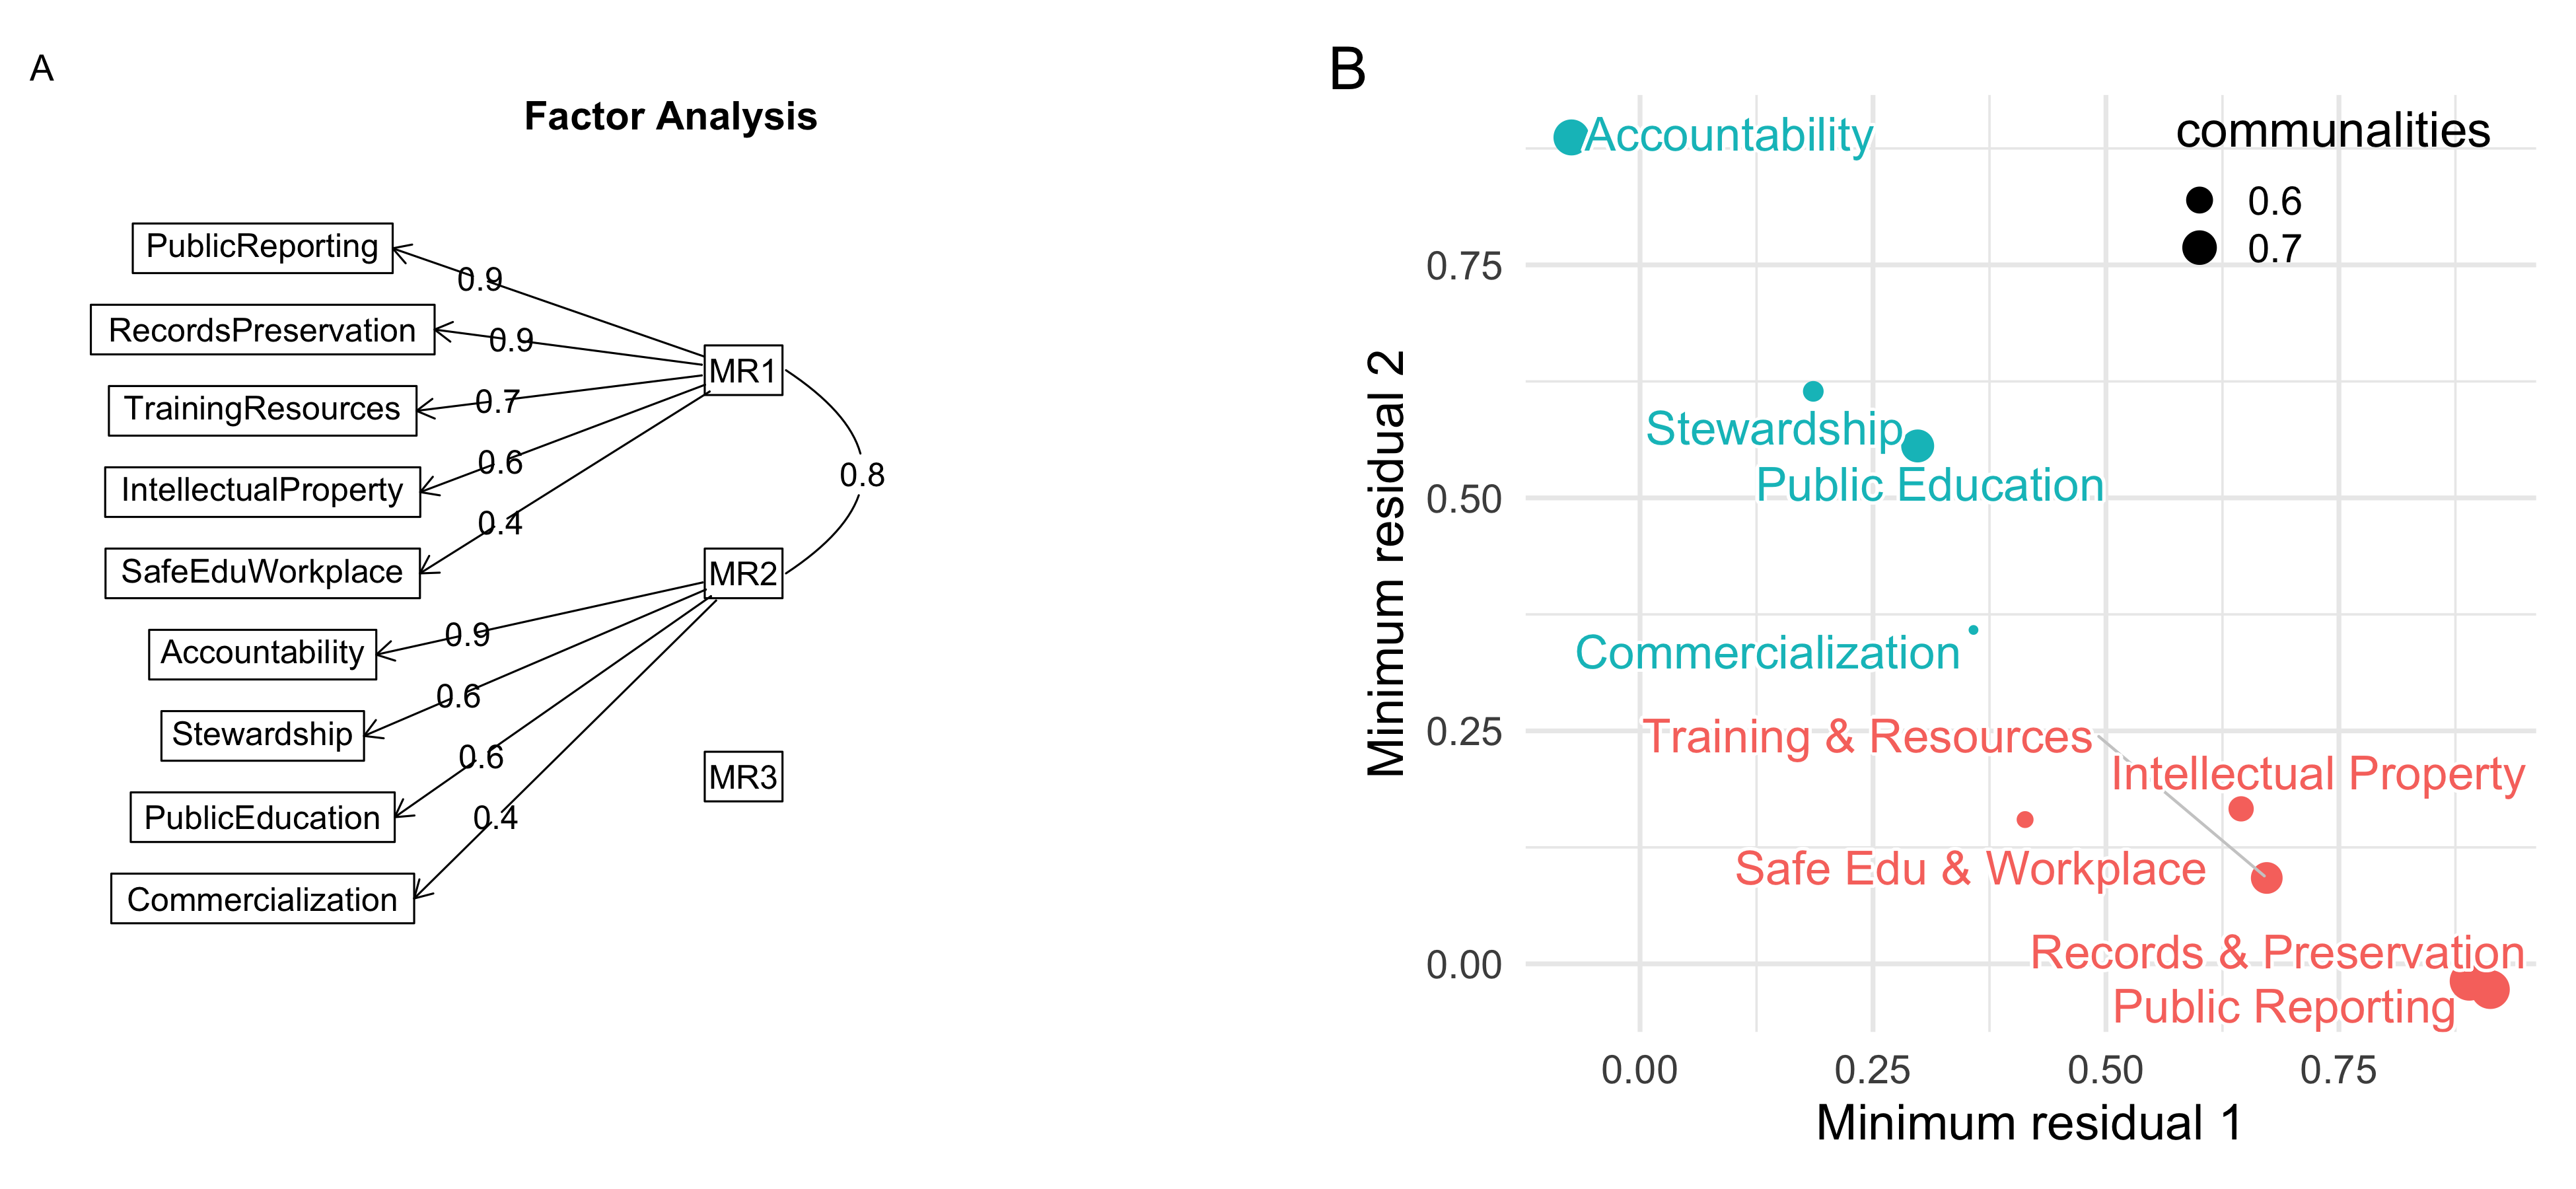 A
Factor Analysis
PublicReporting
RecordsPreservation
TrainingResources
IntellectualProperty
SafeEduWorkplace
Accountability
Stewardship
PublicEducation
Commercialization
0.9
0.9
0.7
0.6
0.4
0.9
0.6
0.6
0.4
MR1
MR2
MR3
0.8
B
communalities
0.6
0.7
Accountability
Stewardship
Public Education
Commercialization
Training & Resources
Intellectual Property
Safe Edu & Workplace
Records & Preservation
Public Reporting
Minimum residual 2
0.75
0.50
0.25
0.00
0.00 0.25 0.50 0.75
Minimum residual 1